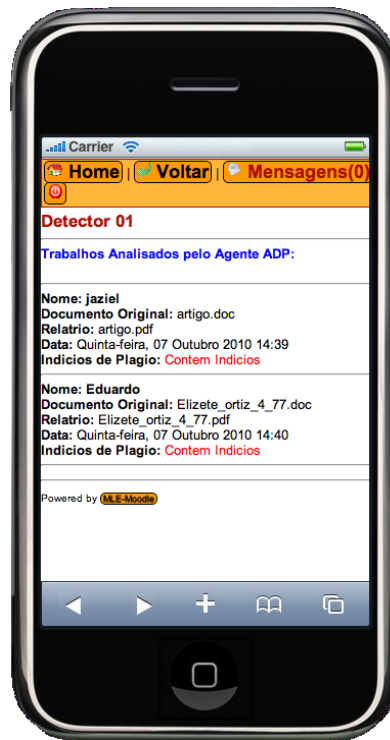 Carrier
Home | Voltar | Mensagens(0)
Detector 01
Trabalhos Analisados pelo Agente ADP:
Nome: jaziel
Documento Original: artigo.doc
Relatrio: artigo.pdf
Data: Quinta-feira, 07 Outubro 2010 14:39
Indicios de Plagio: Contem Indicios
Nome: Eduardo
Documento Original: Elizete_ortiz_4_77.doc
Relatrio: Elizete_ortiz_4_77.pdf
Data: Quinta-feira, 07 Outubro 2010 14:40
Indicios de Plagio: Contem Indicios
Powered by MLE-Moodle